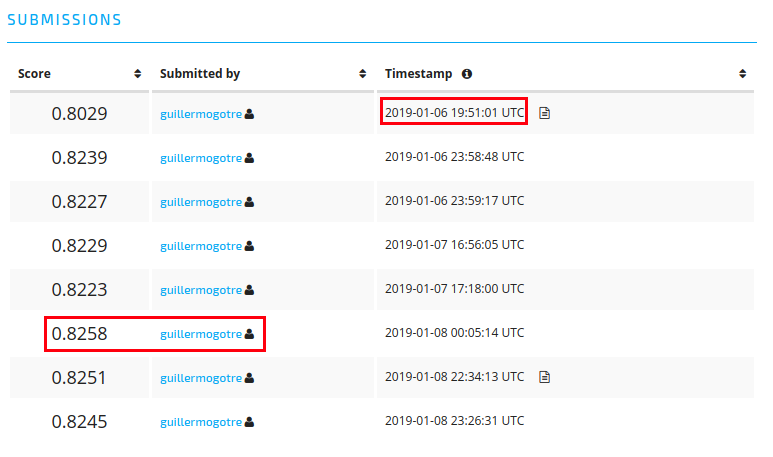 SUBMISSIONS
Score Submitted by Timestamp
0.8029 guillermogotre 2019-01-06 19:51:01 UTC
0.8239 guillermogotre 2019-01-06 23:58:48 UTC
0.8227 guillermogotre 2019-01-06 23:59:17 UTC
0.8229 guillermogotre 2019-01-07 16:56:05 UTC
0.8223 guillermogotre 2019-01-07 17:18:00 UTC
0.8258 guillermogotre 2019-01-08 00:05:14 UTC
0.8251 guillermogotre 2019-01-08 22:34:13 UTC
0.8245 guillermogotre 2019-01-08 23:26:31 UTC